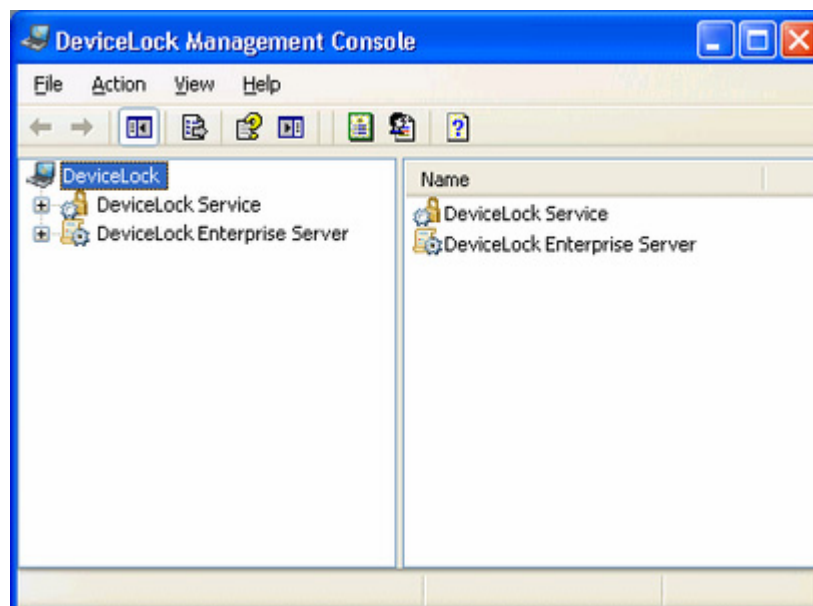 DeviceLock Management Console
File Action View Help
DeviceLock
DeviceLock Service
DeviceLock Enterprise Server
Name
DeviceLock Service
DeviceLock Enterprise Server